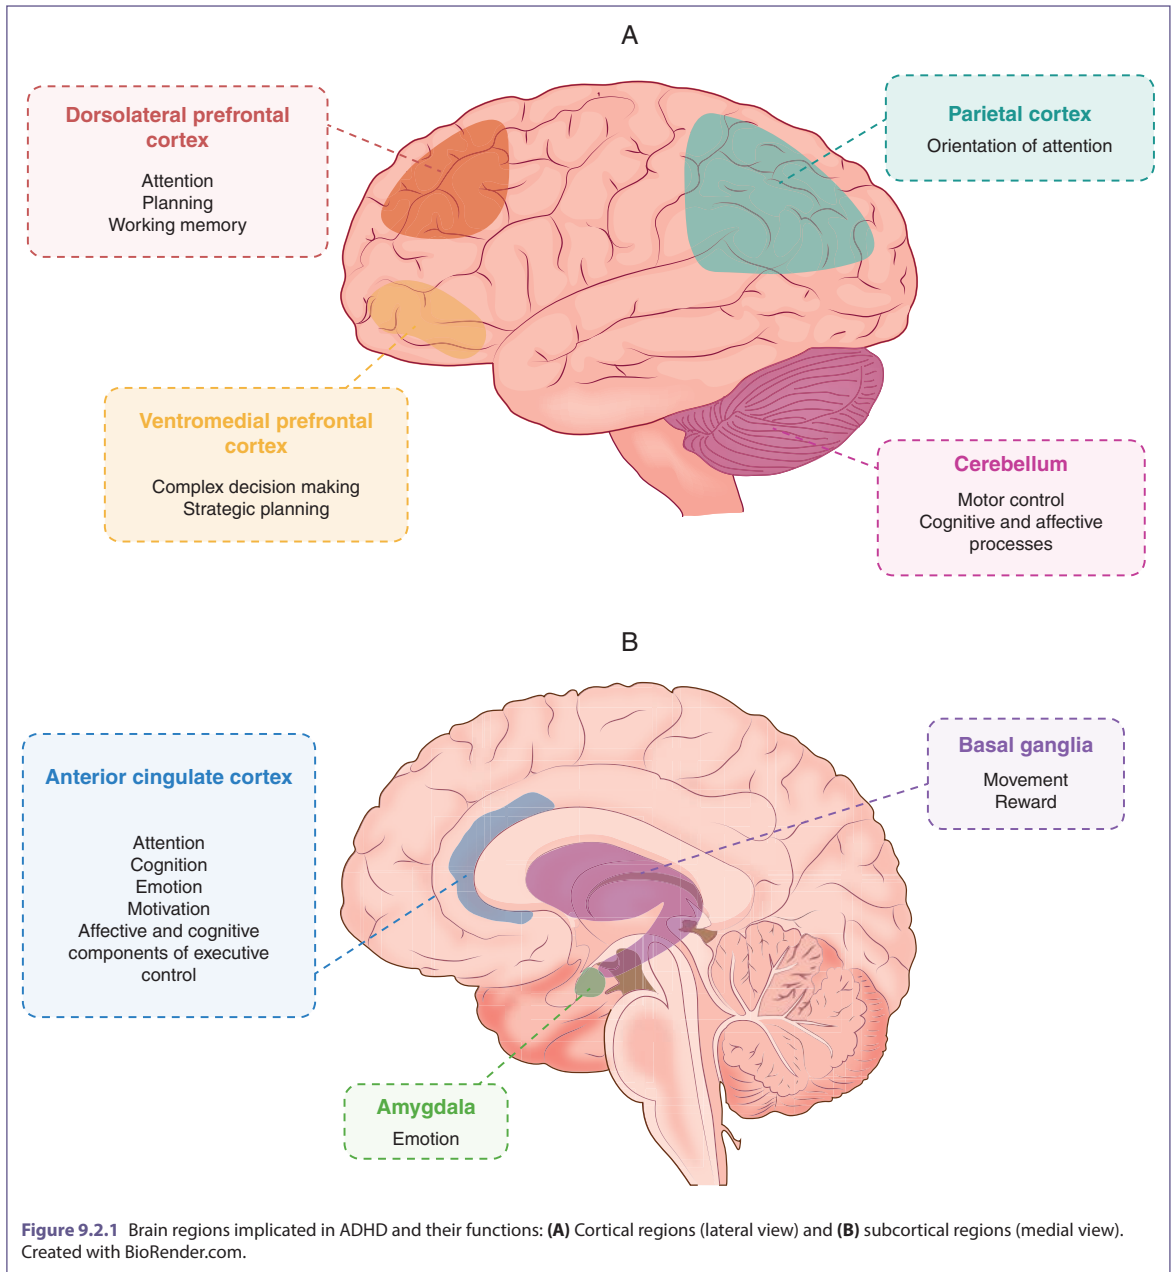 A
Dorsolateral prefrontal
cortex
Attention
Planning
Working memory
Parietal cortex
Orientation of attention
Ventromedial prefrontal
cortex
Complex decision making
Strategic planning
Cerebellum
Motor control
Cognitive and affective
processes
B
Anterior cingulate cortex
Attention
Cognition
Emotion
Motivation
Affective and cognitive
components of executive
control
Basal ganglia
Movement
Reward
Amygdala
Emotion
Figure 9.2.1 Brain regions implicated in ADHD and their functions: (A) Cortical regions (lateral view) and (B) subcortical regions (medial view).
Created with BioRender.com.